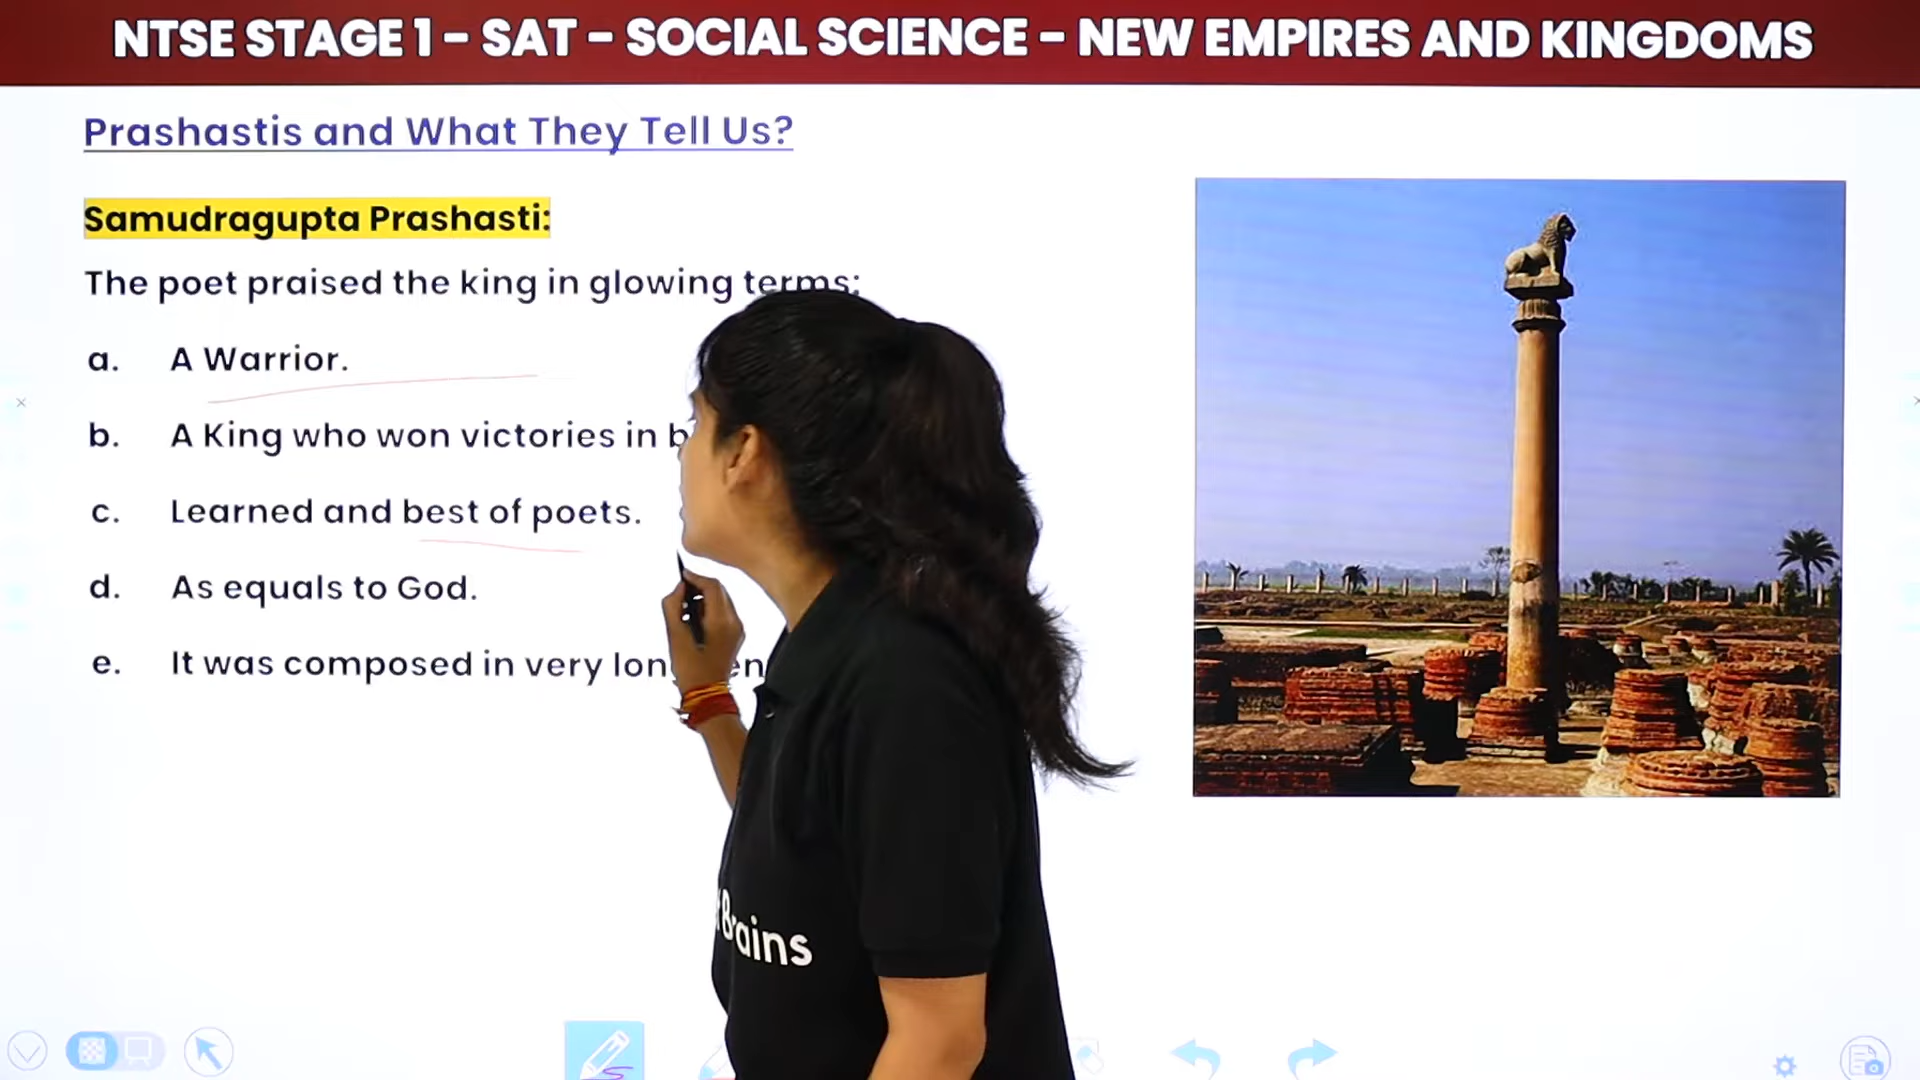 NTSE STAGE 1 - SAT - SOCIAL SCIENCE - NEW EMPIRES AND KINGDOMS
Prashastis and What They Tell Us?
Samudragupta Prashasti:
The poet praised the king in glowing terms:
a. A Warrior.
b. A King who won victories in
c. Learned and best of poets.
d. As equals to God.
e. It was composed in very
Brains